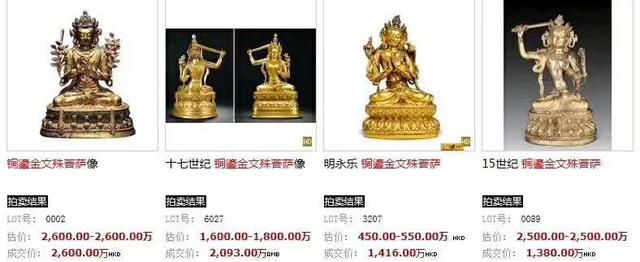 铜鎏金文殊菩萨像
拍卖结果
LOT号: 0002
估价: 2,600.00-2,600.00万
成交价: 2,600.00万HKD
HD
十七世纪 铜鎏金文殊菩萨像
拍卖结果
LOT号: 6027
估价: 1,600.00-1,800.00万
成交价: 2,093.00万RMB
HD
明永乐 铜鎏金文殊菩萨
拍卖结果
LOT号: 3207
估价: 450.00-550.00万 HKD
成交价: 1,416.00万HKD
15世纪 铜鎏金文殊菩萨
拍卖结果
LOT号: 0089
估价: 2,500.00-2,500.00万
成交价: 1,380.00万HKD